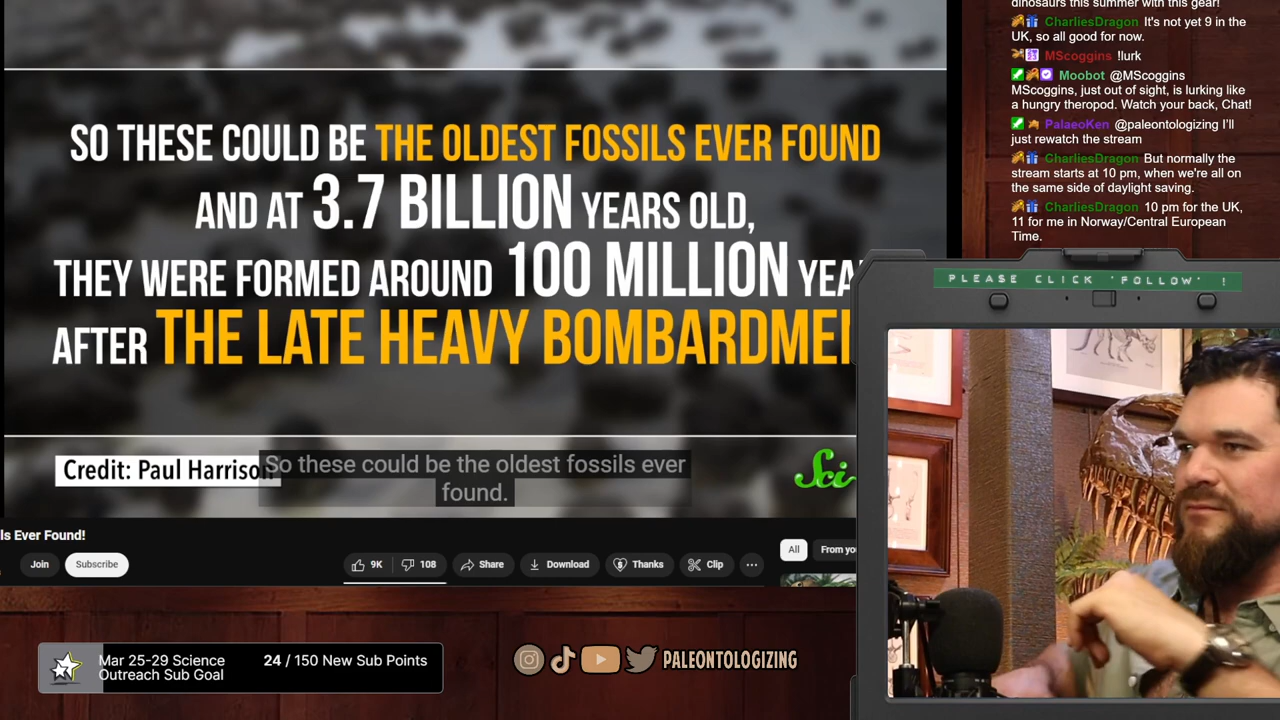 SO THESE COULD BE THE OLDEST FOSSILS EVER FOUND
AND AT 3.7 BILLION YEARS OLD,
THEY WERE FORMED AROUND 100 MILLION YEA
AFTER THE LATE HEAVY BOMBARDMEN
Credit: Paul Harrison
So these could be the oldest fossils ever
found.
Sci
ls Ever Found!
Join
Subscribe
9K
108
Share
Download
Thanks
Clip
All
From yo
Mar 25-29 Science
Outreach Sub Goal
24 / 150 New Sub Points
PALEONTOLOGIZING
dinosaurs this summer with this gear!
CharliesDragon It's not yet 9 in the
UK, so all good for now.
MScoggins !lurk
Moobot @MScoggins
MScoggins, just out of sight, is lurking like
a hungry theropod. Watch your back, Chat!
PalaeoKen @paleontologizing I'll
just rewatch the stream
CharliesDragon But normally the
stream starts at 10 pm, when we're all on
the same side of daylight saving.
CharliesDragon 10 pm for the UK,
11 for me in Norway/Central European
Time.
PLEASE CLICK 'FOLLOW' !